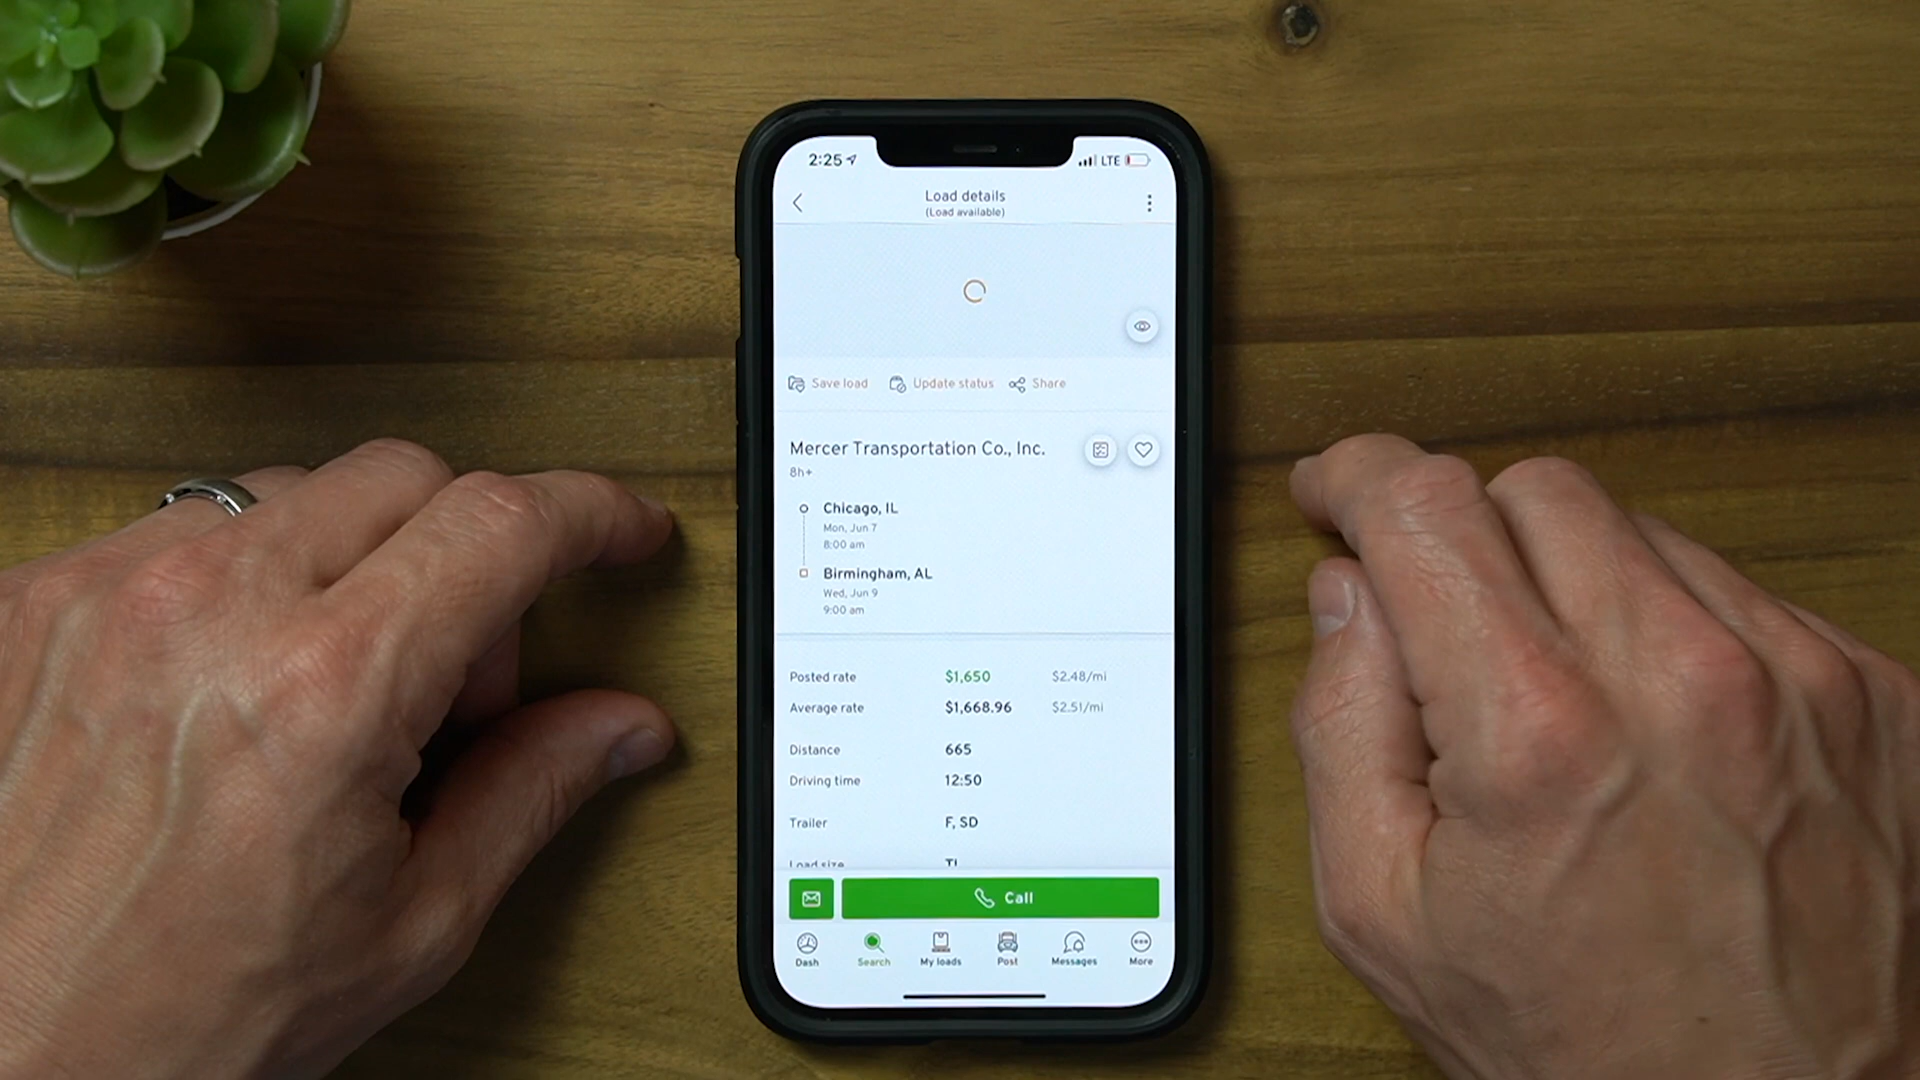 2:25
LTE
Load details
(Load available)
Save load
Update status
Share
Mercer Transportation Co., Inc.
8h+
Chicago, IL
Mon, Jun 7
8:00 am
Birmingham, AL
Wed, Jun 9
9:00 am
Posted rate $1,650 $2.48/mi
Average rate $1,668.96 $2.51/mi
Distance 665
Driving time 12:50
Trailer F, SD
Load size TL
Call
Dash Search My loads Post Messages More